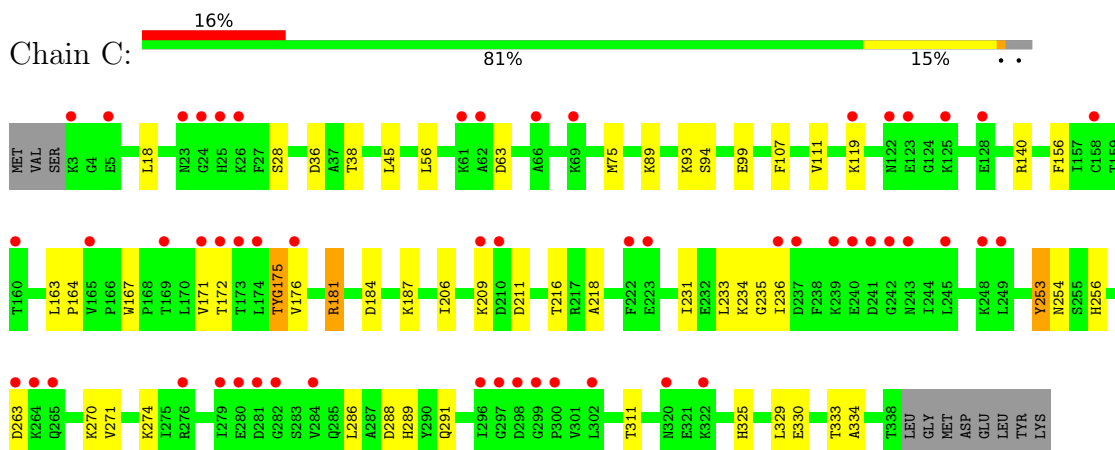 16%
Chain C:
81% 15% • •
MET VAL SER K3 G4 E5 L18 N23 G24 H25 K26 F27 S28 D36 A37 T38 L45 L56 K61 A62 D63 A66 K69 M75 K89 K93 S94 E99 F107 V111 K119 N122 E123 G124 K125 E128 R140 F156 I157 C158 T159
T160 L163 P164 V165 P166 W167 P168 T169 L170 V171 T172 T173 L174 TYG175 V176 R181 D184 K187 I206 K209 D210 D211 T216 R217 A218 F222 E223 I231 E232 L233 K234 G235 I236 D237 F238 K239 E240 D241 G242 N243 I244 L245 K248 L249 Y253 N254 S255 H256
D263 K264 Q265 K270 V271 K274 I275 R276 I279 E280 D281 G282 S283 V284 Q285 L286 A287 D288 H289 Y290 Q291 I296 G297 D298 G299 P300 V301 L302 T311 N320 E321 K322 H325 L329 E330 T333 A334 T338 LEU GLY MET ASP GLU LEU TYR LYS